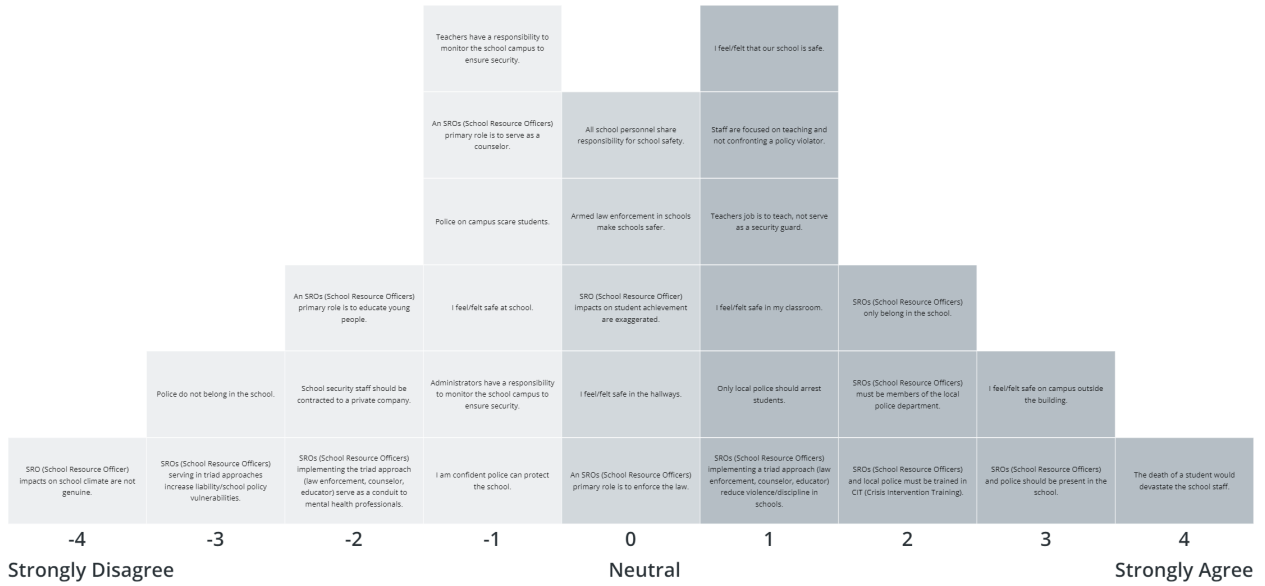 Teachers have a responsibility to
monitor the school campus to
ensure security.
I feel/felt that our school is safe.
An SROs (School Resource Officers)
primary role is to serve as a
counselor.
All school personnel share
responsibility for school safety.
Staff are focused on teaching and
not confronting a policy violator.
Police on campus scare students.
Armed law enforcement in schools
make schools safer.
Teachers job is to teach, not serve
as a security guard.
An SROs (School Resource Officers)
primary role is to educate young
people.
I feel/felt safe at school.
SRO (School Resource Officer)
impacts on student achievement
are exaggerated.
I feel/felt safe in my classroom.
SROs (School Resource Officers)
only belong in the school.
Police do not belong in the school.
School security staff should be
contracted to a private company.
Administrators have a responsibility
to monitor the school campus to
ensure security.
I feel/felt safe in the hallways.
Only local police should arrest
students.
SROs (School Resource Officers)
must be members of the local
police department.
I feel/felt safe on campus outside
the building.
SRO (School Resource Officer)
impacts on school climate are not
genuine.
SROs (School Resource Officers)
serving in triad approaches
increase liability/school policy
vulnerabilities.
SROs (School Resource Officers)
implementing the triad approach
(law enforcement, counselor,
educator) serve as a conduit to
mental health professionals.
I am confident police can protect
the school.
An SROs (School Resource Officers)
primary role is to enforce the law.
SROs (School Resource Officers)
implementing a triad approach (law
enforcement, counselor, educator)
reduce violence/discipline in
schools.
SROs (School Resource Officers)
and local police must be trained in
CIT (Crisis Intervention Training).
SROs (School Resource Officers)
and police should be present in the
school.
The death of a student would
devastate the school staff.
-4 -3 -2 -1 0 1 2 3 4
Strongly Disagree Neutral Strongly Agree